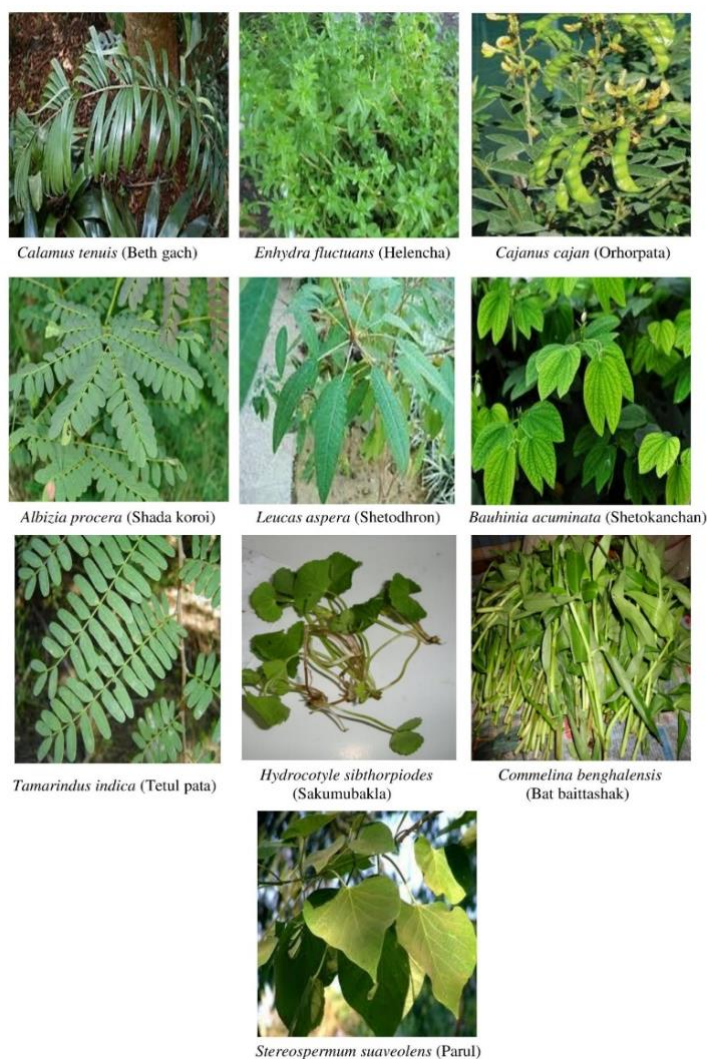 Calamus tenuis (Beth gach)
Enhydra fluctuans (Helencha)
Cajanus cajan (Orhorpata)
Albizia procera (Shada koroi)
Leucas aspera (Shetodhron)
Bauhinia acuminata (Shetokanchan)
Tamarindus indica (Tetul pata)
Hydrocotyle sibthorpiodes
(Sakumubakla)
Commelina benghalensis
(Bat baittashak)
Stereospermum suaveolens (Parul)